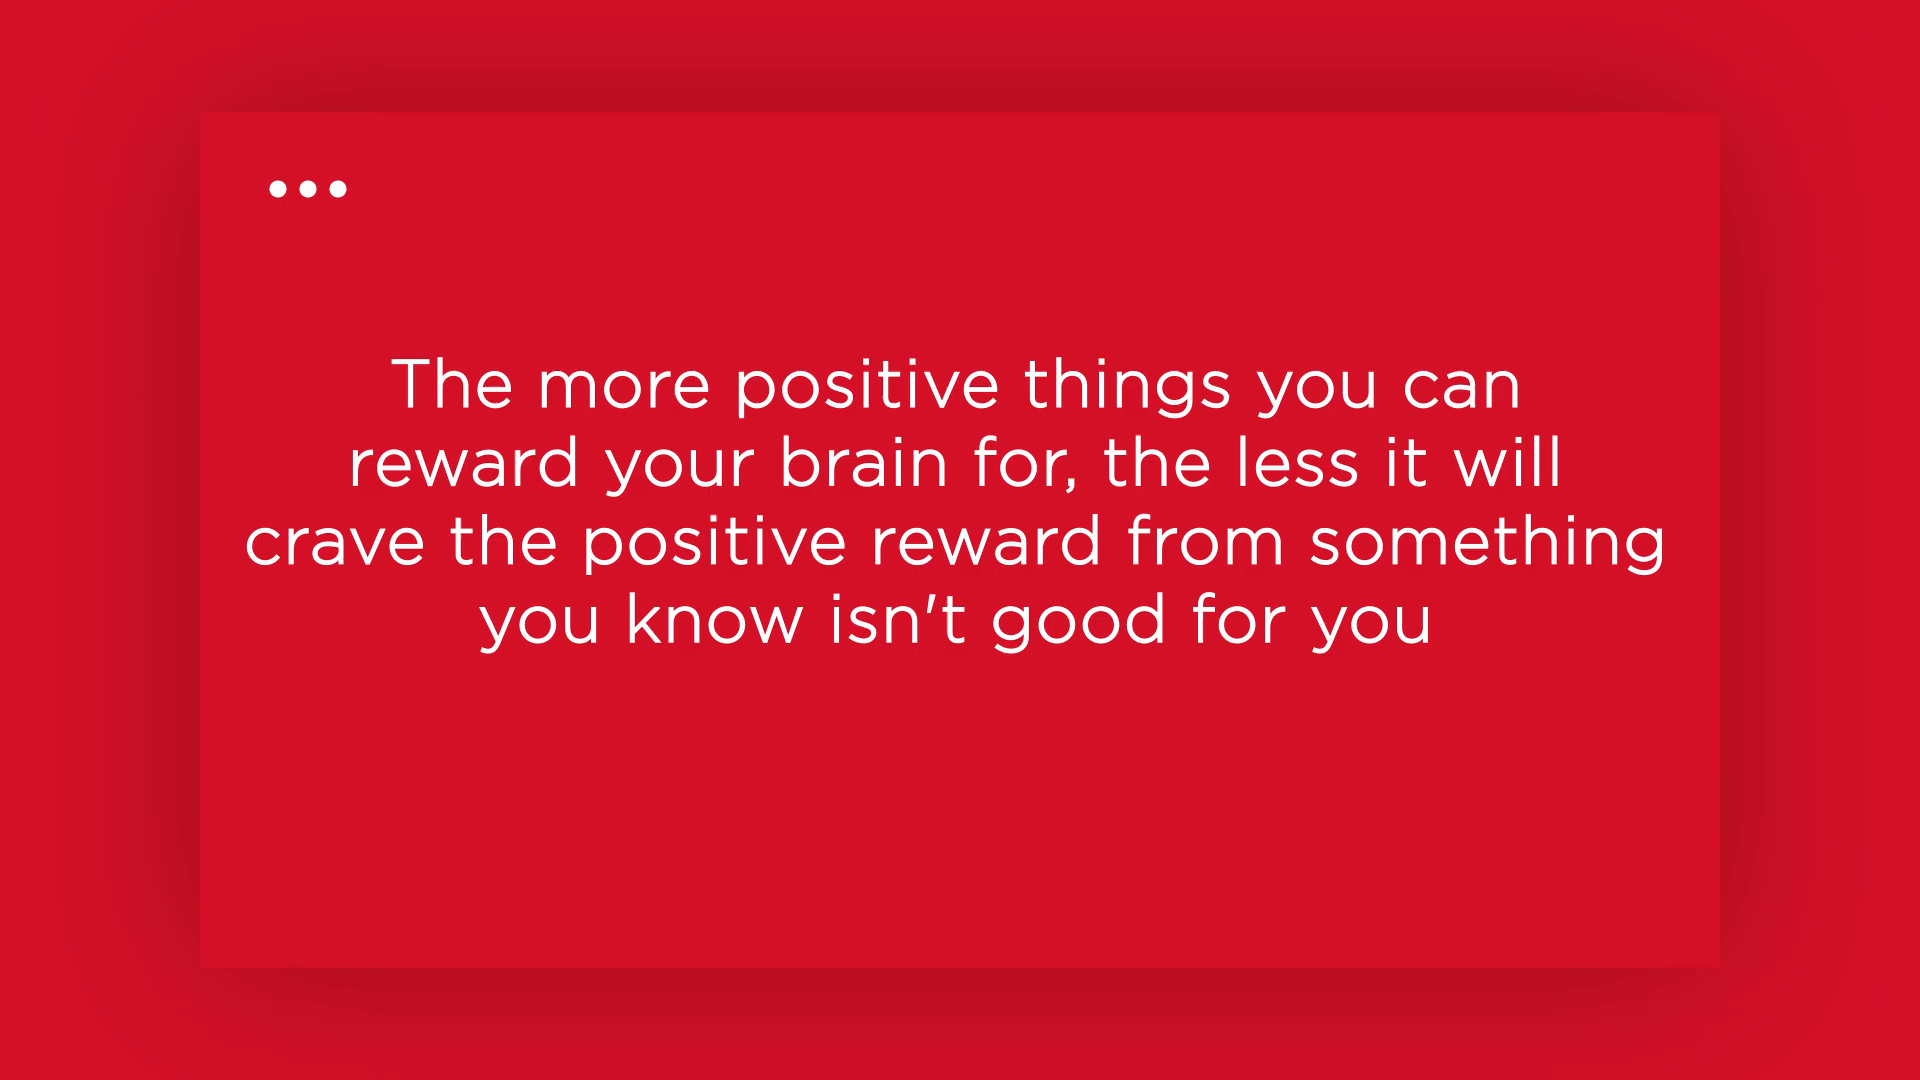 The more positive things you can
reward your brain for, the less it will
crave the positive reward from something
you know isn't good for you